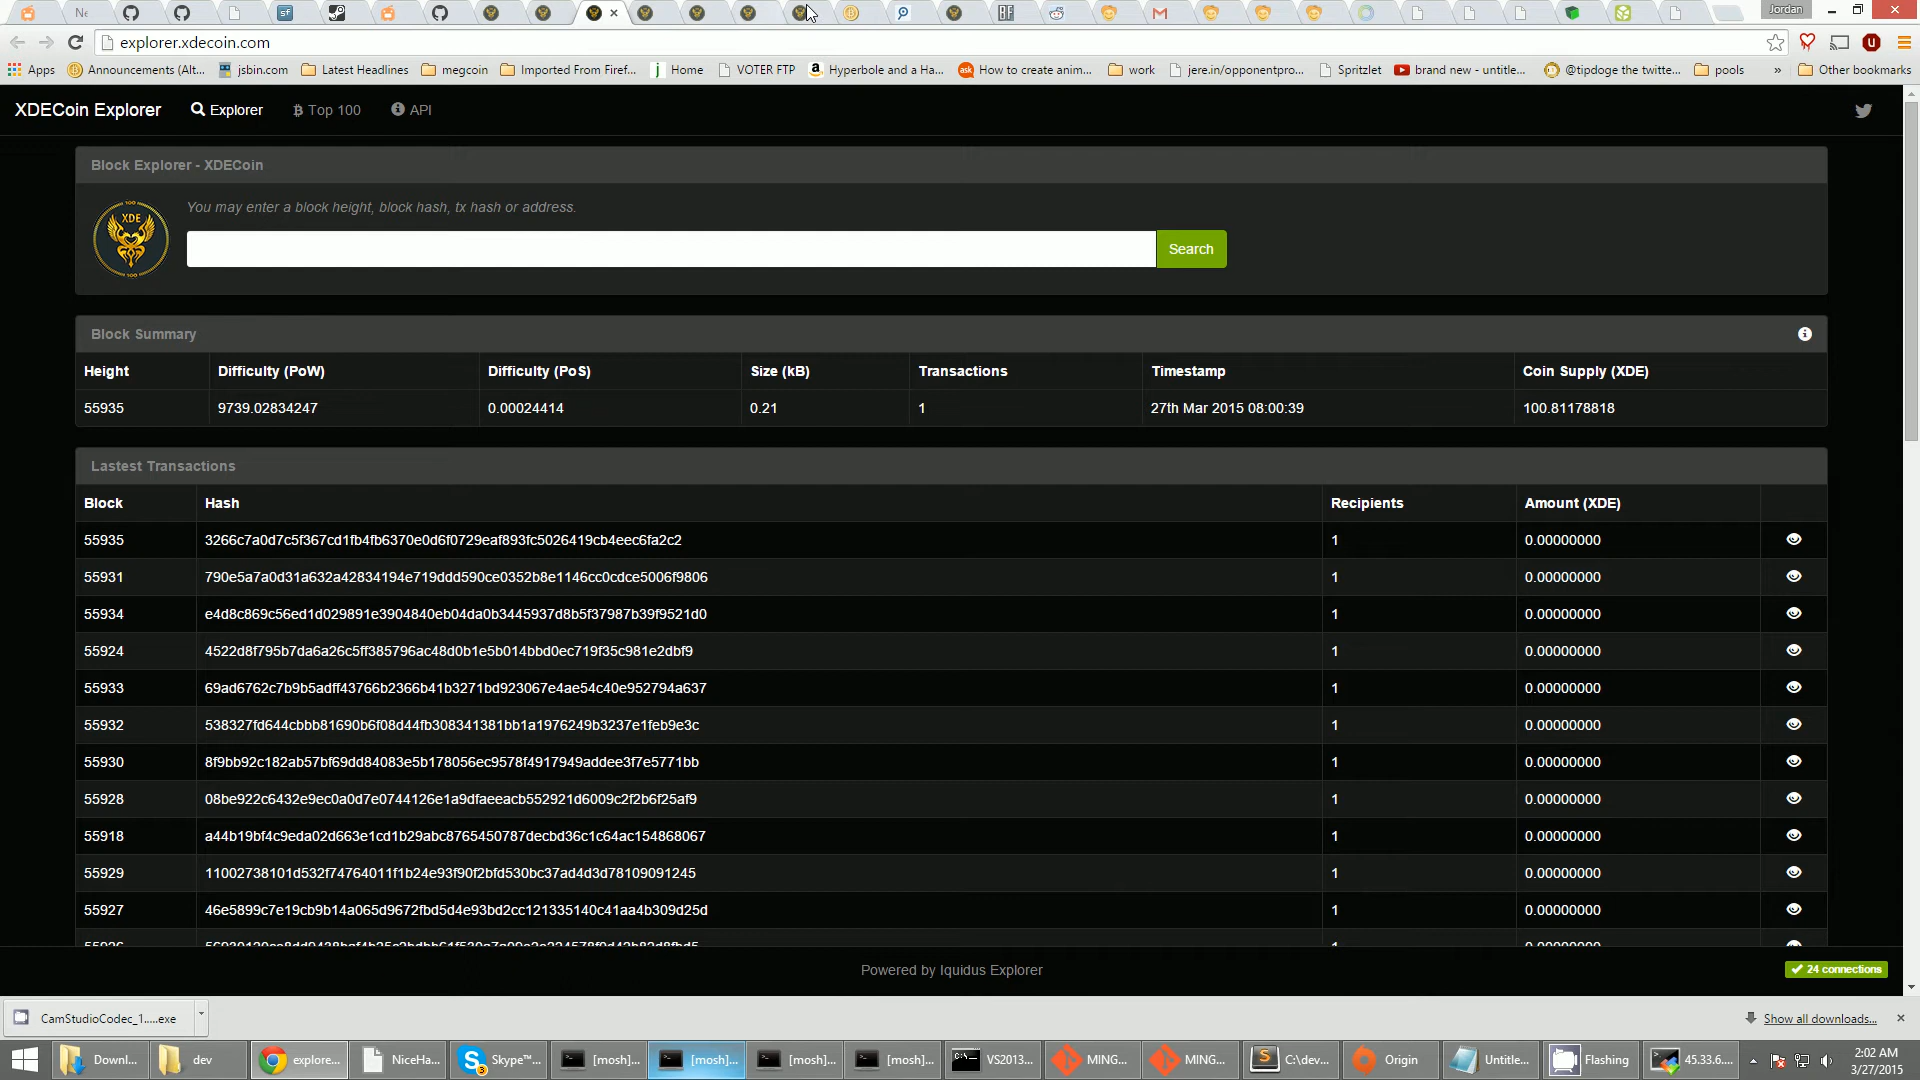 Ne
sf
BF
Jordan
explorer.xdecoin.com
Apps
Announcements (Alt...
jsbin.com
Latest Headlines
megcoin
Imported From Firef...
Home
VOTER FTP
Hyperbole and a Ha...
How to create anim...
work
jere.in/opponentpro...
Spritzlet
brand new - untitle...
@tipdoge the twitte...
pools
»
Other bookmarks
XDECoin Explorer
Explorer
Top 100
API
Block Explorer - XDECoin
XDE
100
You may enter a block height, block hash, tx hash or address.
Search
Block Summary
Height Difficulty (PoW) Difficulty (PoS) Size (kB) Transactions Timestamp Coin Supply (XDE)
55935 9739.02834247 0.00024414 0.21 1 27th Mar 2015 08:00:39 100.81178818
Lastest Transactions
Block Hash Recipients Amount (XDE)
55935 3266c7a0d7c5f367cd1fb4fb6370e0d6f0729eaf893fc5026419cb4eec6fa2c2 1 0.00000000
55931 790e5a7a0d31a632a42834194e719ddd590ce0352b8e1146cc0cdce5006f9806 1 0.00000000
55934 e4d8c869c56ed1d029891e3904840eb04da0b3445937d8b5f37987b39f9521d0 1 0.00000000
55924 4522d8f795b7da6a26c5ff385796ac48d0b1e5b014bbd0ec719f35c981e2dbf9 1 0.00000000
55933 69ad6762c7b9b5adff43766b2366b41b3271bd923067e4ae54c40e952794a637 1 0.00000000
55932 538327fd644cbbb81690b6f08d44fb308341381bb1a1976249b3237e1feb9e3c 1 0.00000000
55930 8f9bb92c182ab57bf69dd84083e5b178056ec9578f4917949addee3f7e5771bb 1 0.00000000
55928 08be922c6432e9ec0a0d7e0744126e1a9dfaeeacb552921d6009c2f2b6f25af9 1 0.00000000
55918 a44b19bf4c9eda02d663e1cd1b29abc8765450787decbd36c1c64ac154868067 1 0.00000000
55929 11002738101d532f74764011f1b24e93f90f2bfd530bc37ad4d3d78109091245 1 0.00000000
55927 46e5899c7e19cb9b14a065d9672fbd5d4e93bd2cc121335140c41aa4b309d25d 1 0.00000000
Powered by Iquidus Explorer
24 connections
CamStudioCodec_1.....exe
Show all downloads...
Downl...
dev
explore...
NiceHa...
Skype™...
[mosh]...
[mosh]...
[mosh]...
[mosh]...
VS2013...
MING...
MING...
C:\dev...
Origin
Untitle...
Flashing
45.33.6....
2:02 AM
3/27/2015